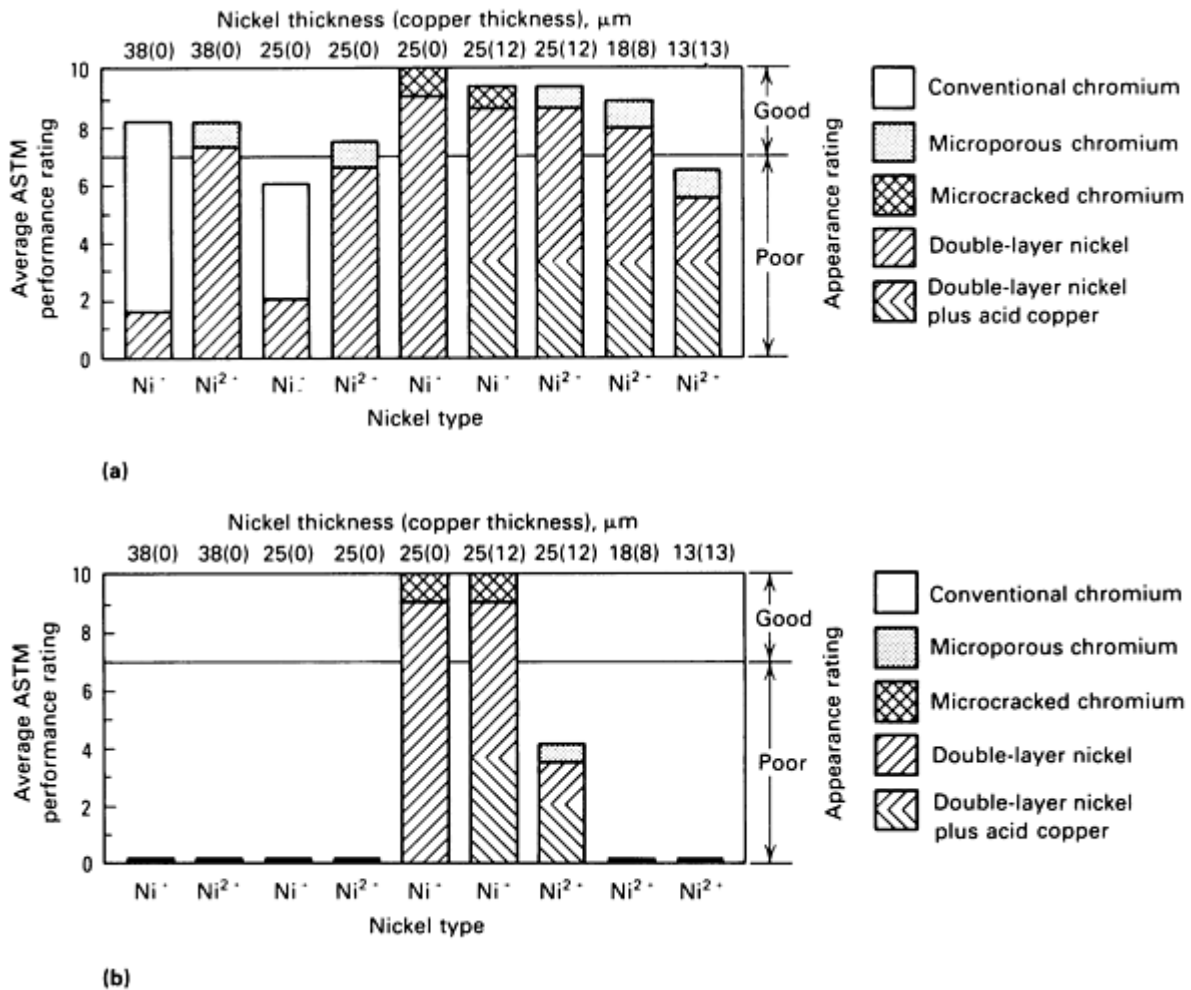 (a)
Nickel thickness (copper thickness), μm
38(0) 38(0) 25(0) 25(0) 25(0) 25(12) 25(12) 18(8) 13(13)
10
8
6
4
2
0
Average ASTM
performance rating
Good
Poor
Appearance rating
Conventional chromium
Microporous chromium
Microcracked chromium
Double-layer nickel
Double-layer nickel
plus acid copper
Ni⁺ Ni²⁺ Ni⁺ Ni²⁺ Ni⁺ Ni⁺ Ni²⁺ Ni²⁺ Ni²⁺
Nickel type
(a)
Nickel thickness (copper thickness), μm
38(0) 38(0) 25(0) 25(0) 25(0) 25(12) 25(12) 18(8) 13(13)
10
8
6
4
2
0
Average ASTM
performance rating
Good
Poor
Appearance rating
Conventional chromium
Microporous chromium
Microcracked chromium
Double-layer nickel
Double-layer nickel
plus acid copper
Ni⁺ Ni²⁺ Ni⁺ Ni²⁺ Ni⁺ Ni⁺ Ni²⁺ Ni²⁺ Ni²⁺
Nickel type
(b)